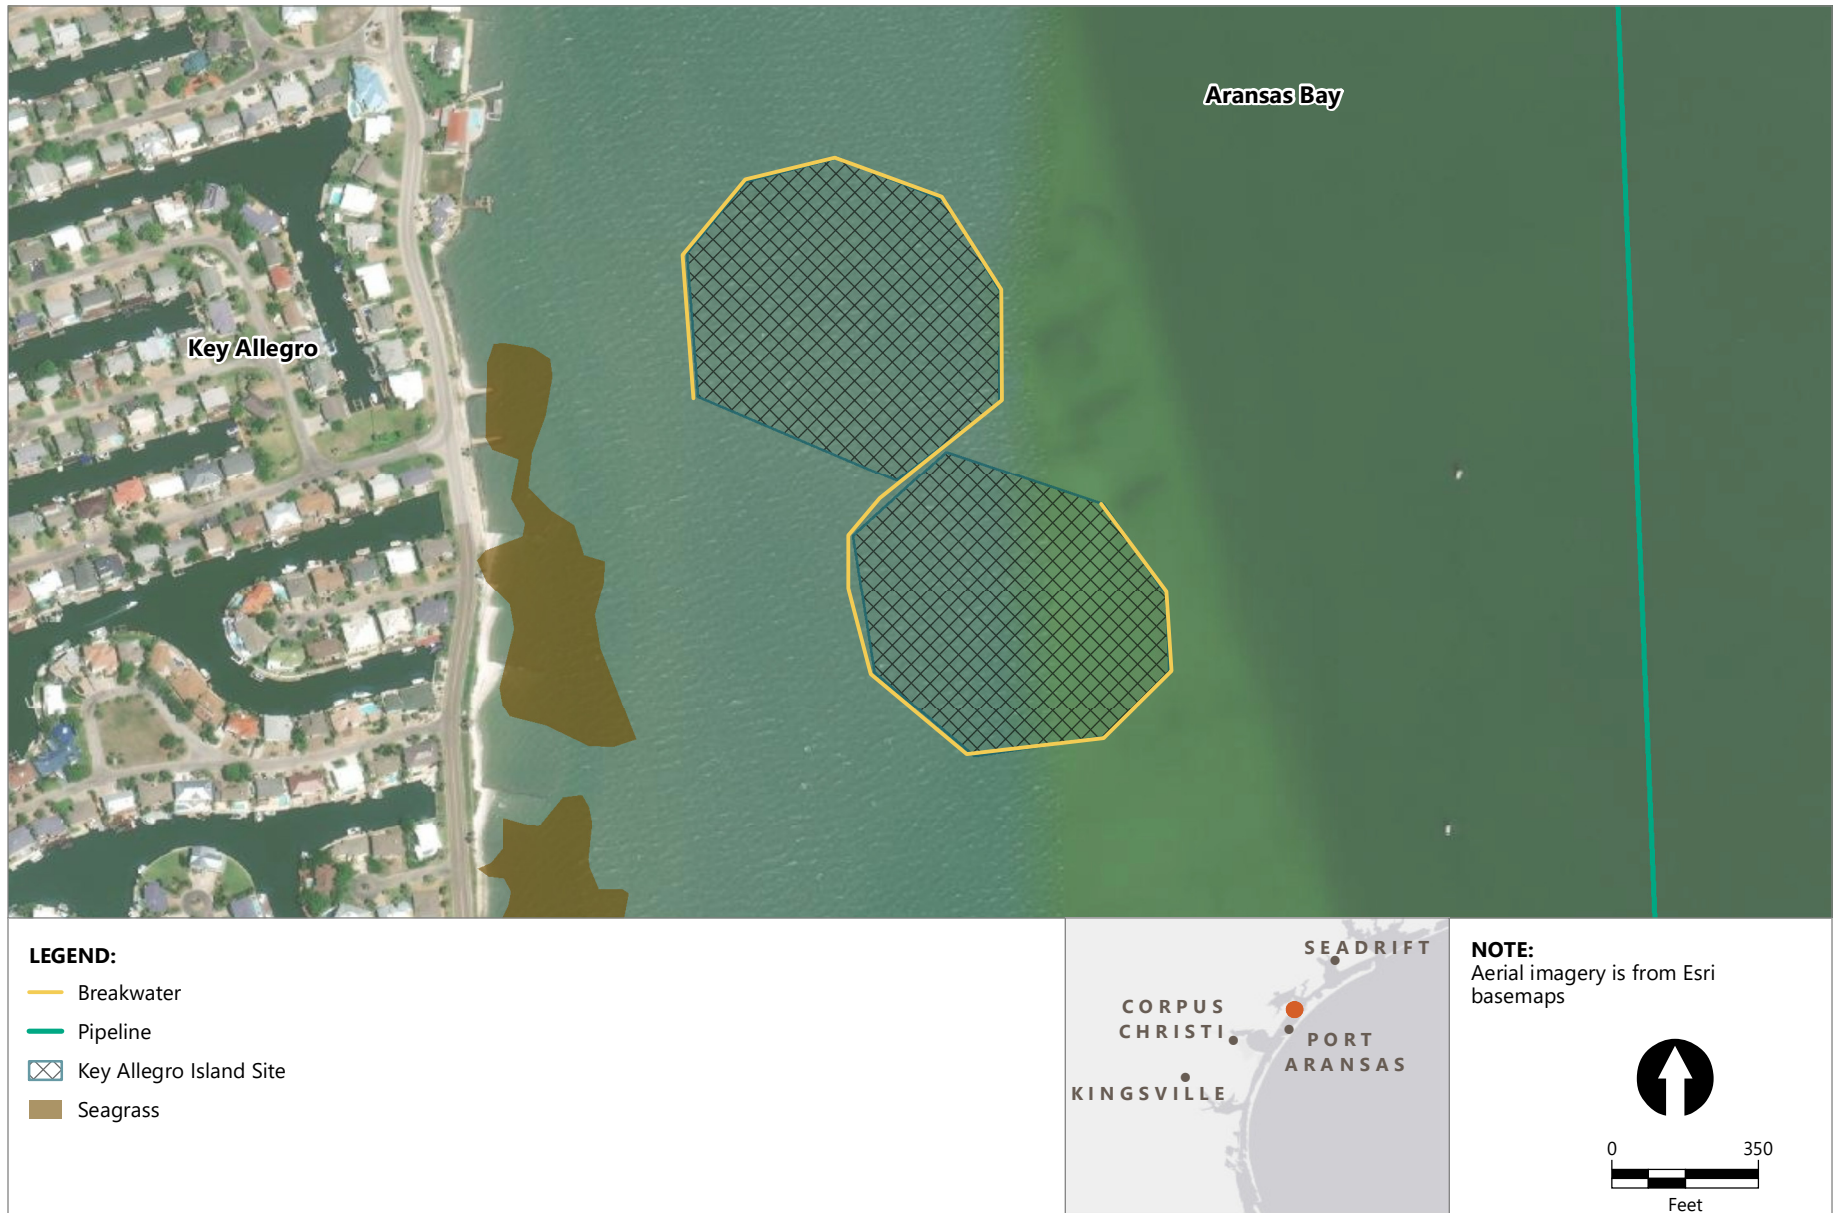 Aransas Bay
Key Allegro
LEGEND:
Breakwater
Pipeline
Key Allegro Island Site
Seagrass
SEADRIFT
CORPUS
CHRISTI
PORT
ARANSAS
KINGSVILLE
NOTE:
Aerial imagery is from Esri
basemaps
0 350
Feet